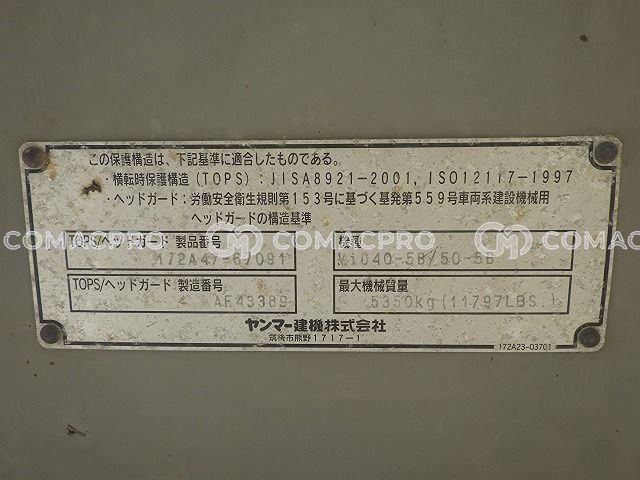 この保護構造は、下記基準に適合したものである。
・横転時保護構造(TOPS):JISA8921-2001, ISO12117-1997
・ヘッドガード:労働安全衛生規則第153号に基づく基発第559号車両系建設機械用
ヘッドガードの構造基準
COMACPRO COMACPRO COMACPRO
TOPS/ヘッドガード 製品番号
機種
172A47-67091
Vi040-5B/50-5B
TOPS/ヘッドガード 製造番号
AF43389
最大機械質量
5350kg(11797LBS.)
ヤンマー建機株式会社
筑後市熊野1717-1
172A23-03701